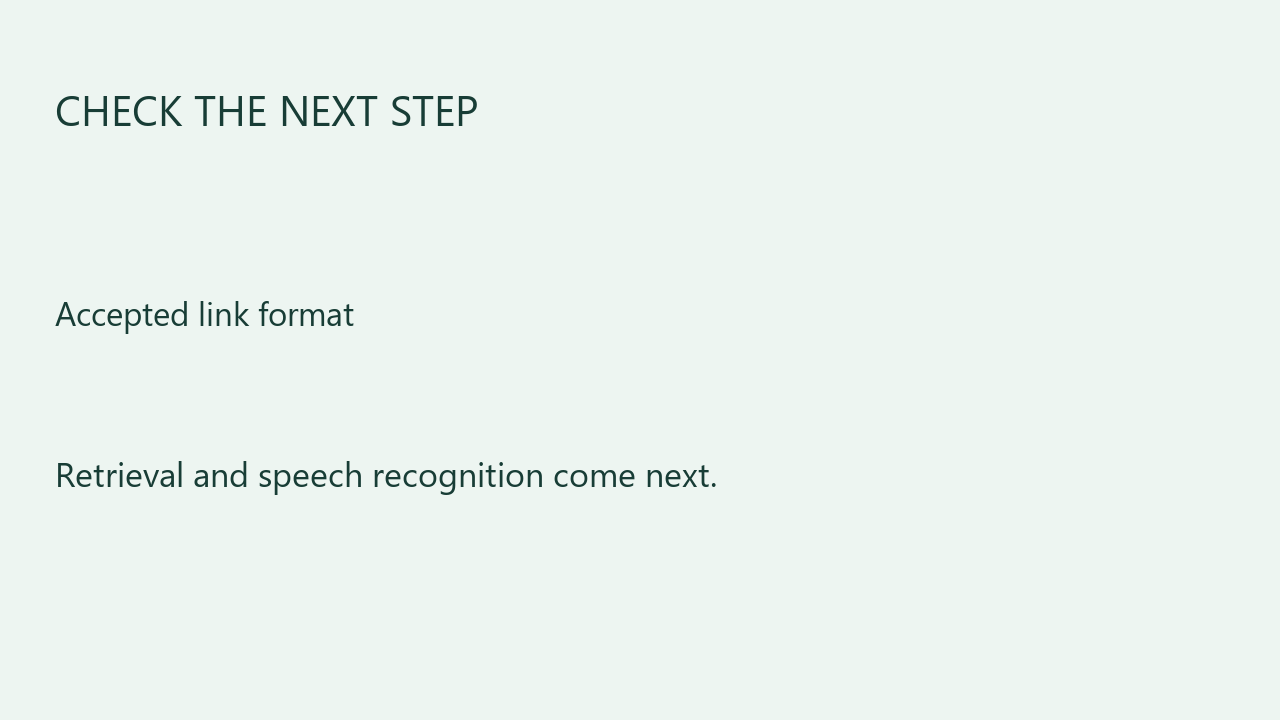 CHECK THE NEXT STEP
Accepted link format
Retrieval and speech recognition come next.